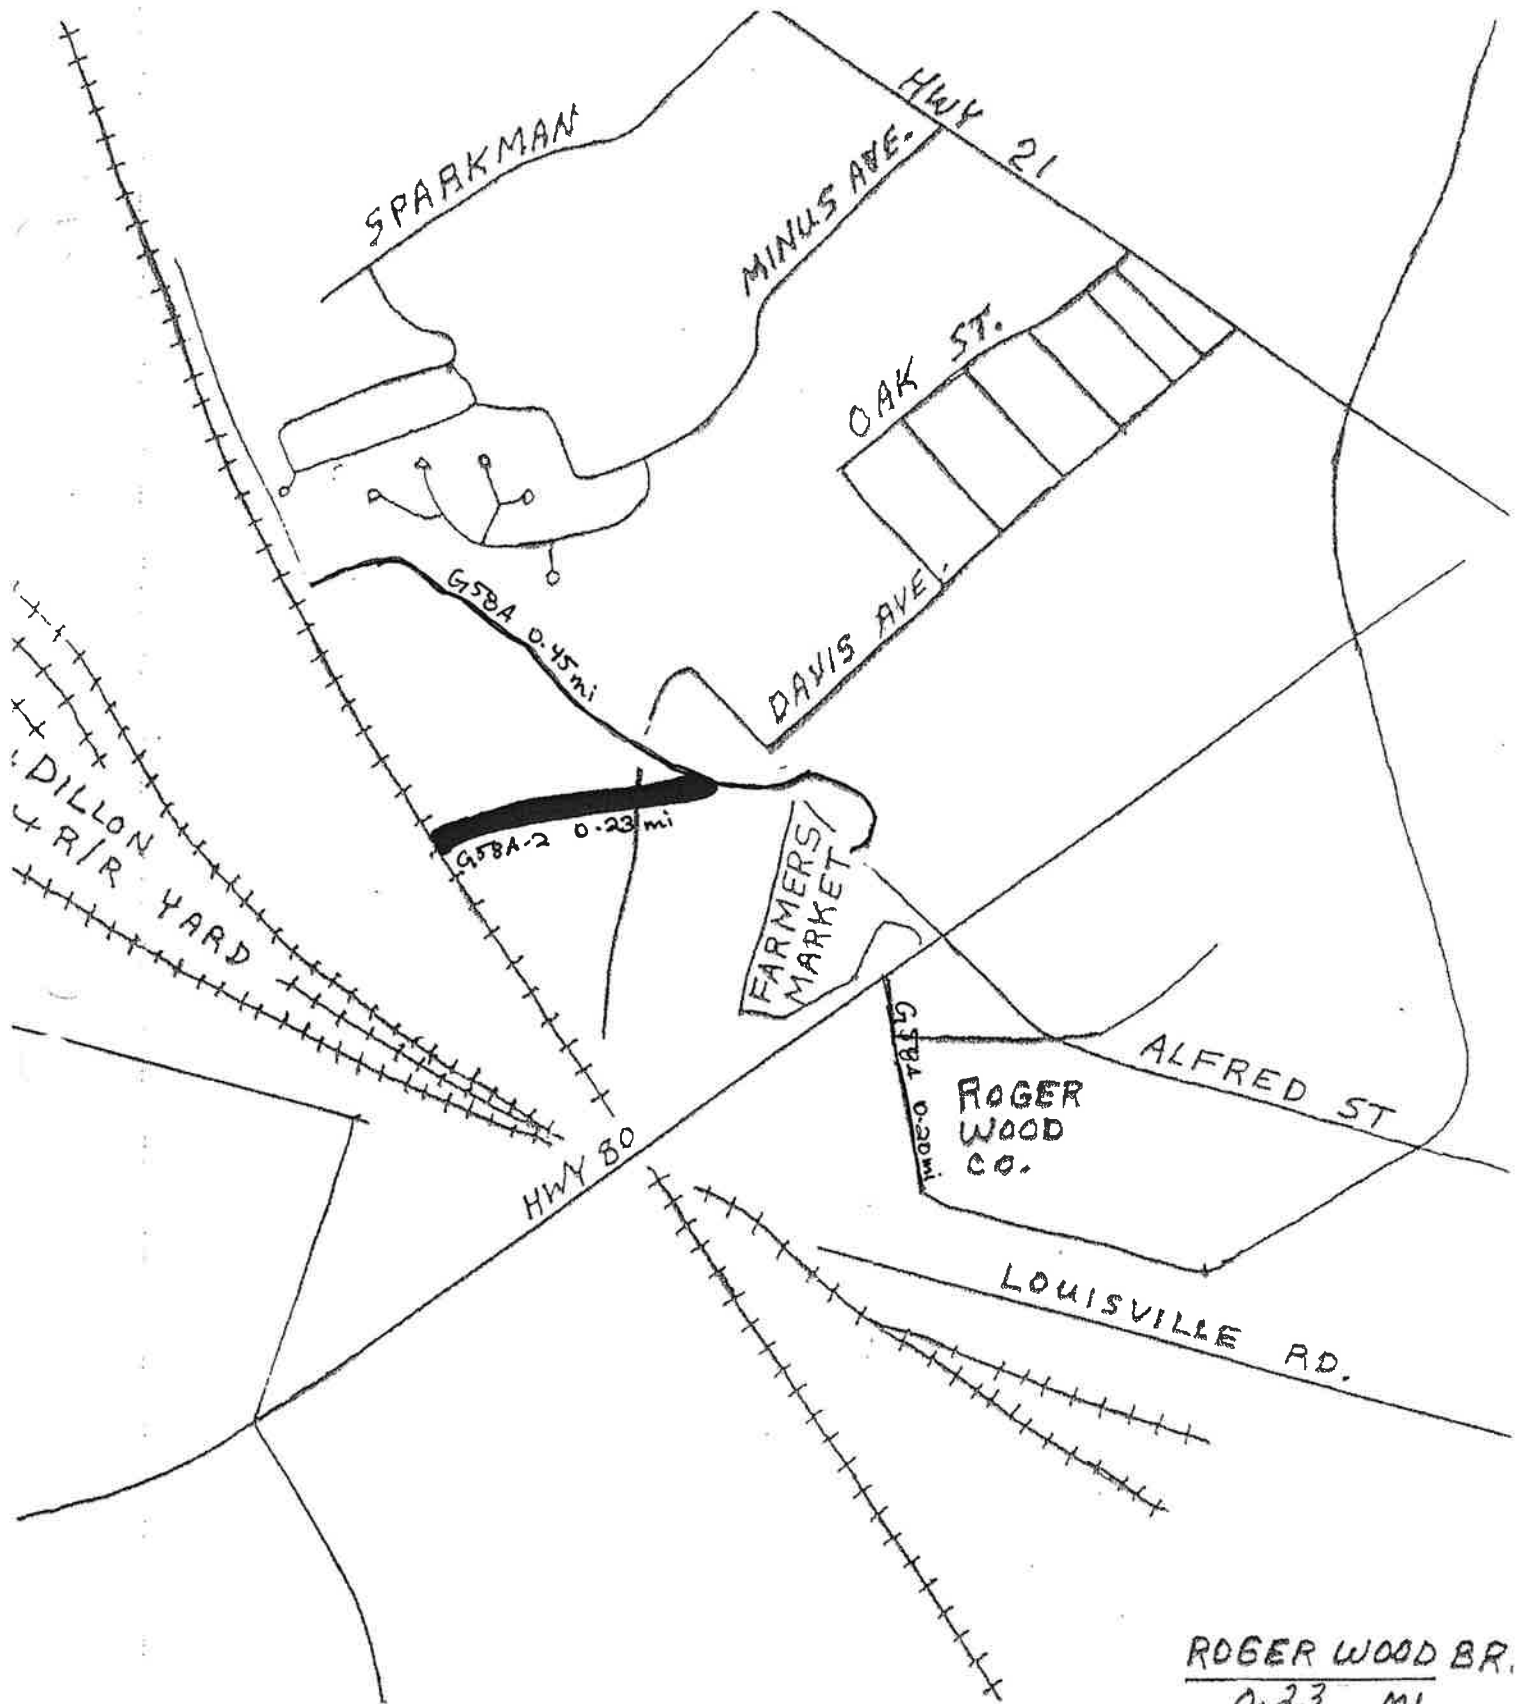 HWY 21
SPARKMAN
MINUS AVE.
OAK ST.
G58A 0.45 mi
DAVIS AVE.
DILLON
R/R YARD
G58A-2 0.23 mi
FARMERS
MARKET
G58A 0.20 mi
ALFRED ST
ROGER
WOOD
CO.
HWY 80
LOUISVILLE RD.
ROGER WOOD BR.
0.23 MI